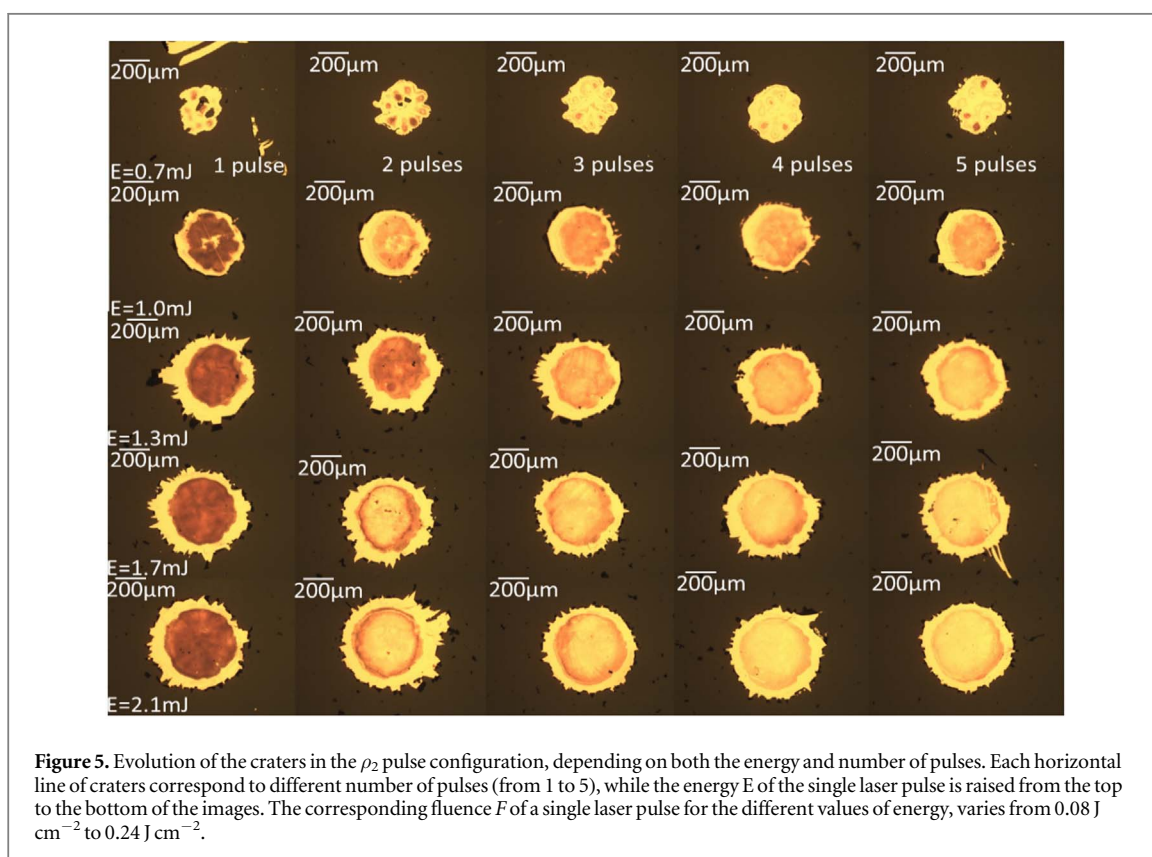 200μm 200μm 200μm 200μm 200μm
E=0.7mJ 1 pulse 2 pulses 3 pulses 4 pulses 5 pulses
200μm 200μm 200μm 200μm 200μm
E=1.0mJ
200μm 200μm 200μm 200μm 200μm
E=1.3mJ
200μm 200μm 200μm 200μm 200μm
E=1.7mJ
200μm 200μm 200μm 200μm 200μm
E=2.1mJ
Figure 5. Evolution of the craters in the ρ₂ pulse configuration, depending on both the energy and number of pulses. Each horizontal
line of craters correspond to different number of pulses (from 1 to 5), while the energy E of the single laser pulse is raised from the top
to the bottom of the images. The corresponding fluence F of a single laser pulse for the different values of energy, varies from 0.08 J
cm⁻² to 0.24 J cm⁻².